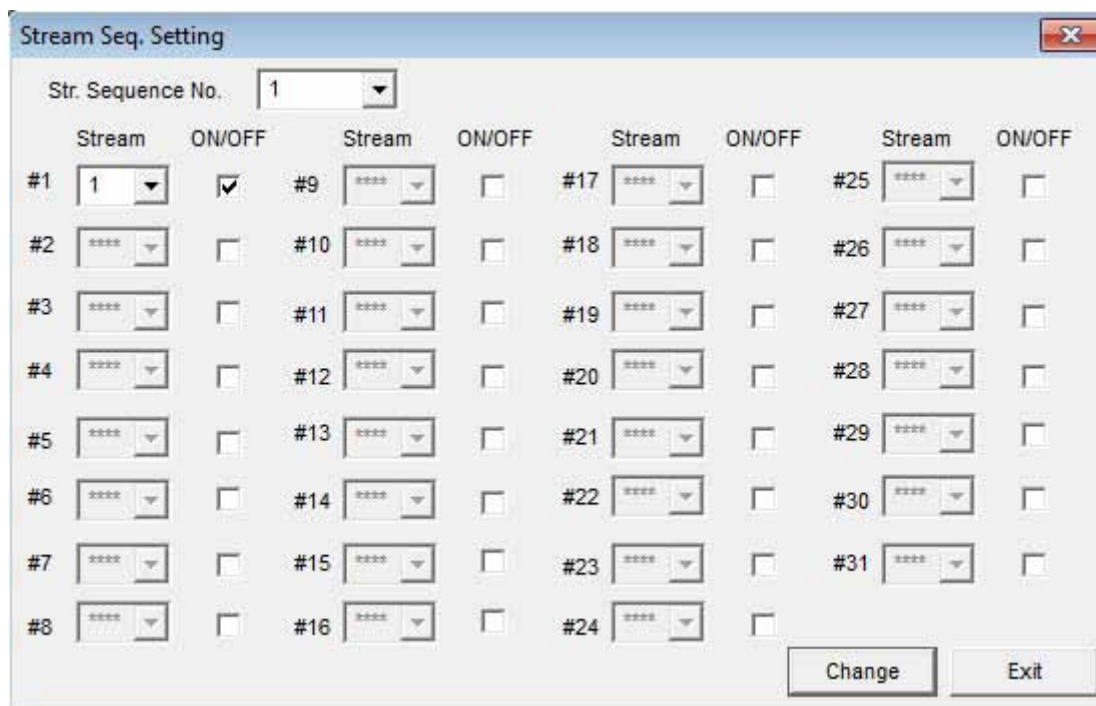 Stream Seq. Setting
Str. Sequence No. 1
Stream ON/OFF Stream ON/OFF Stream ON/OFF Stream ON/OFF
#1 1 #9 **** #17 **** #25 ****
#2 **** #10 **** #18 **** #26 ****
#3 **** #11 **** #19 **** #27 ****
#4 **** #12 **** #20 **** #28 ****
#5 **** #13 **** #21 **** #29 ****
#6 **** #14 **** #22 **** #30 ****
#7 **** #15 **** #23 **** #31 ****
#8 **** #16 **** #24 ****
Change Exit